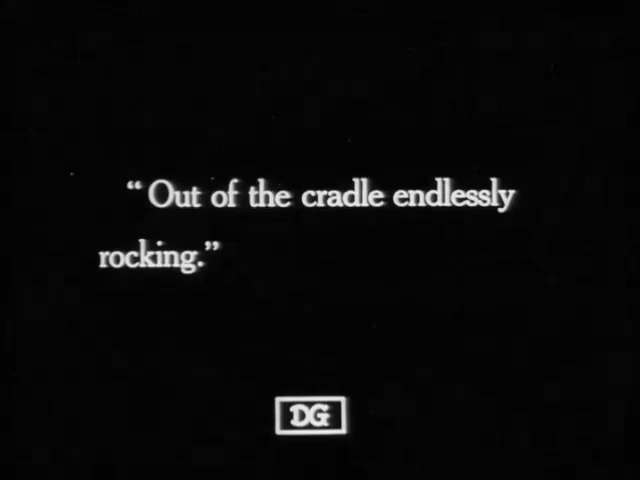 “Out of the cradle endlessly
rocking.”
DG